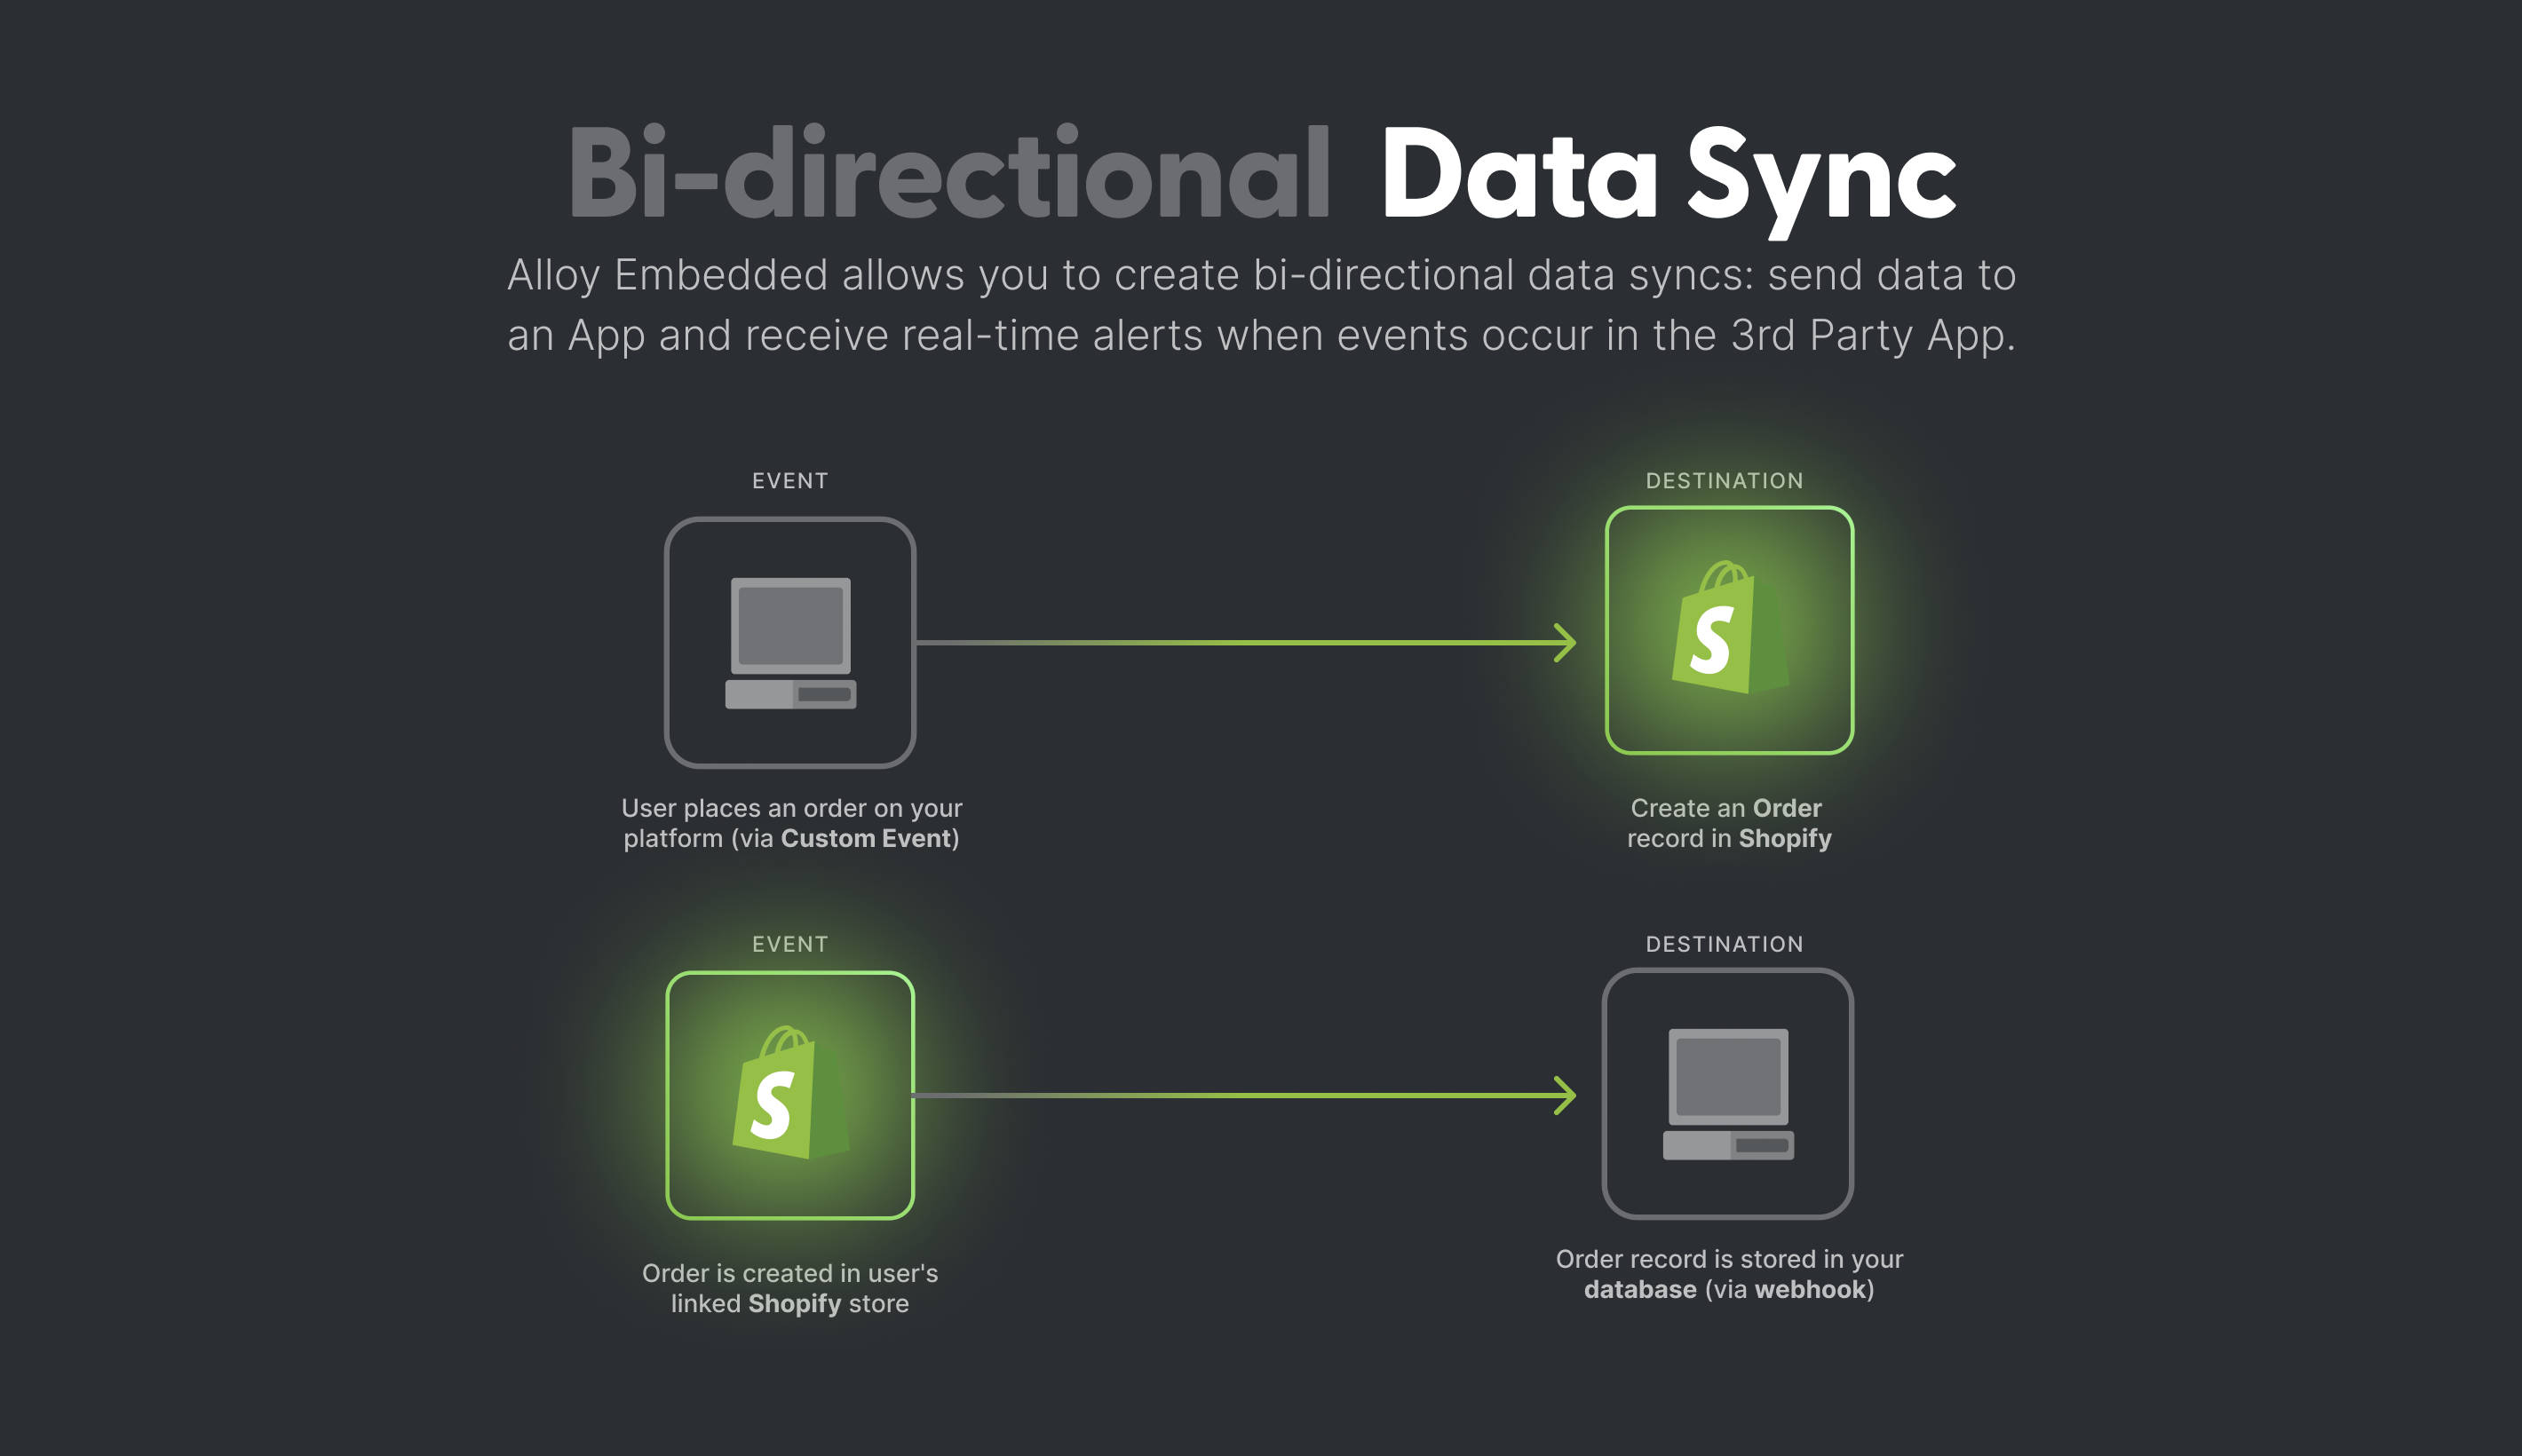 Bi-directional Data Sync
Alloy Embedded allows you to create bi-directional data syncs: send data to
an App and receive real-time alerts when events occur in the 3rd Party App.
EVENT
DESTINATION
S
User places an order on your
platform (via Custom Event)
Create an Order
record in Shopify
EVENT
DESTINATION
S
Order is created in user's
linked Shopify store
Order record is stored in your
database (via webhook)